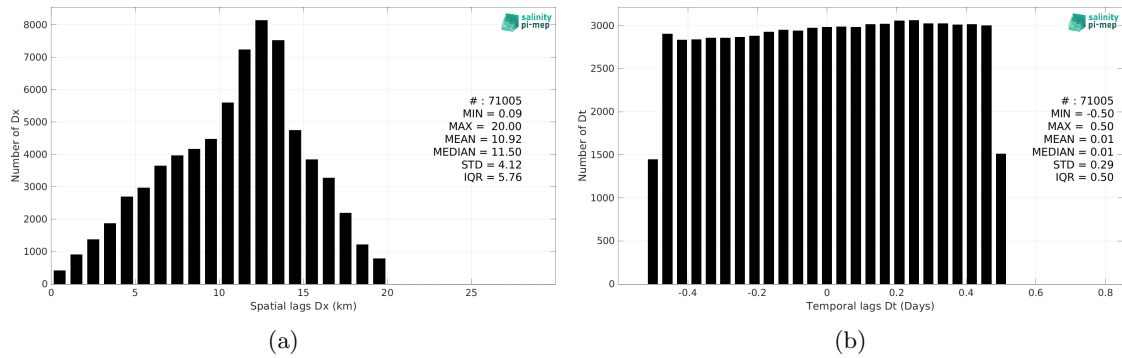 8000
7000
6000
5000
4000
3000
2000
1000
0
Number of Dx
salinity
pi-mep
# : 71005
MIN = 0.09
MAX = 20.00
MEAN = 10.92
MEDIAN = 11.50
STD = 4.12
IQR = 5.76
0 5 10 15 20 25
Spatial lags Dx (km)
(a)
3000
2500
2000
1500
1000
500
0
Number of Dt
salinity
pi-mep
# : 71005
MIN = -0.50
MAX = 0.50
MEAN = 0.01
MEDIAN = 0.01
STD = 0.29
IQR = 0.50
-0.4 -0.2 0 0.2 0.4 0.6 0.8
Temporal lags Dt (Days)
(b)